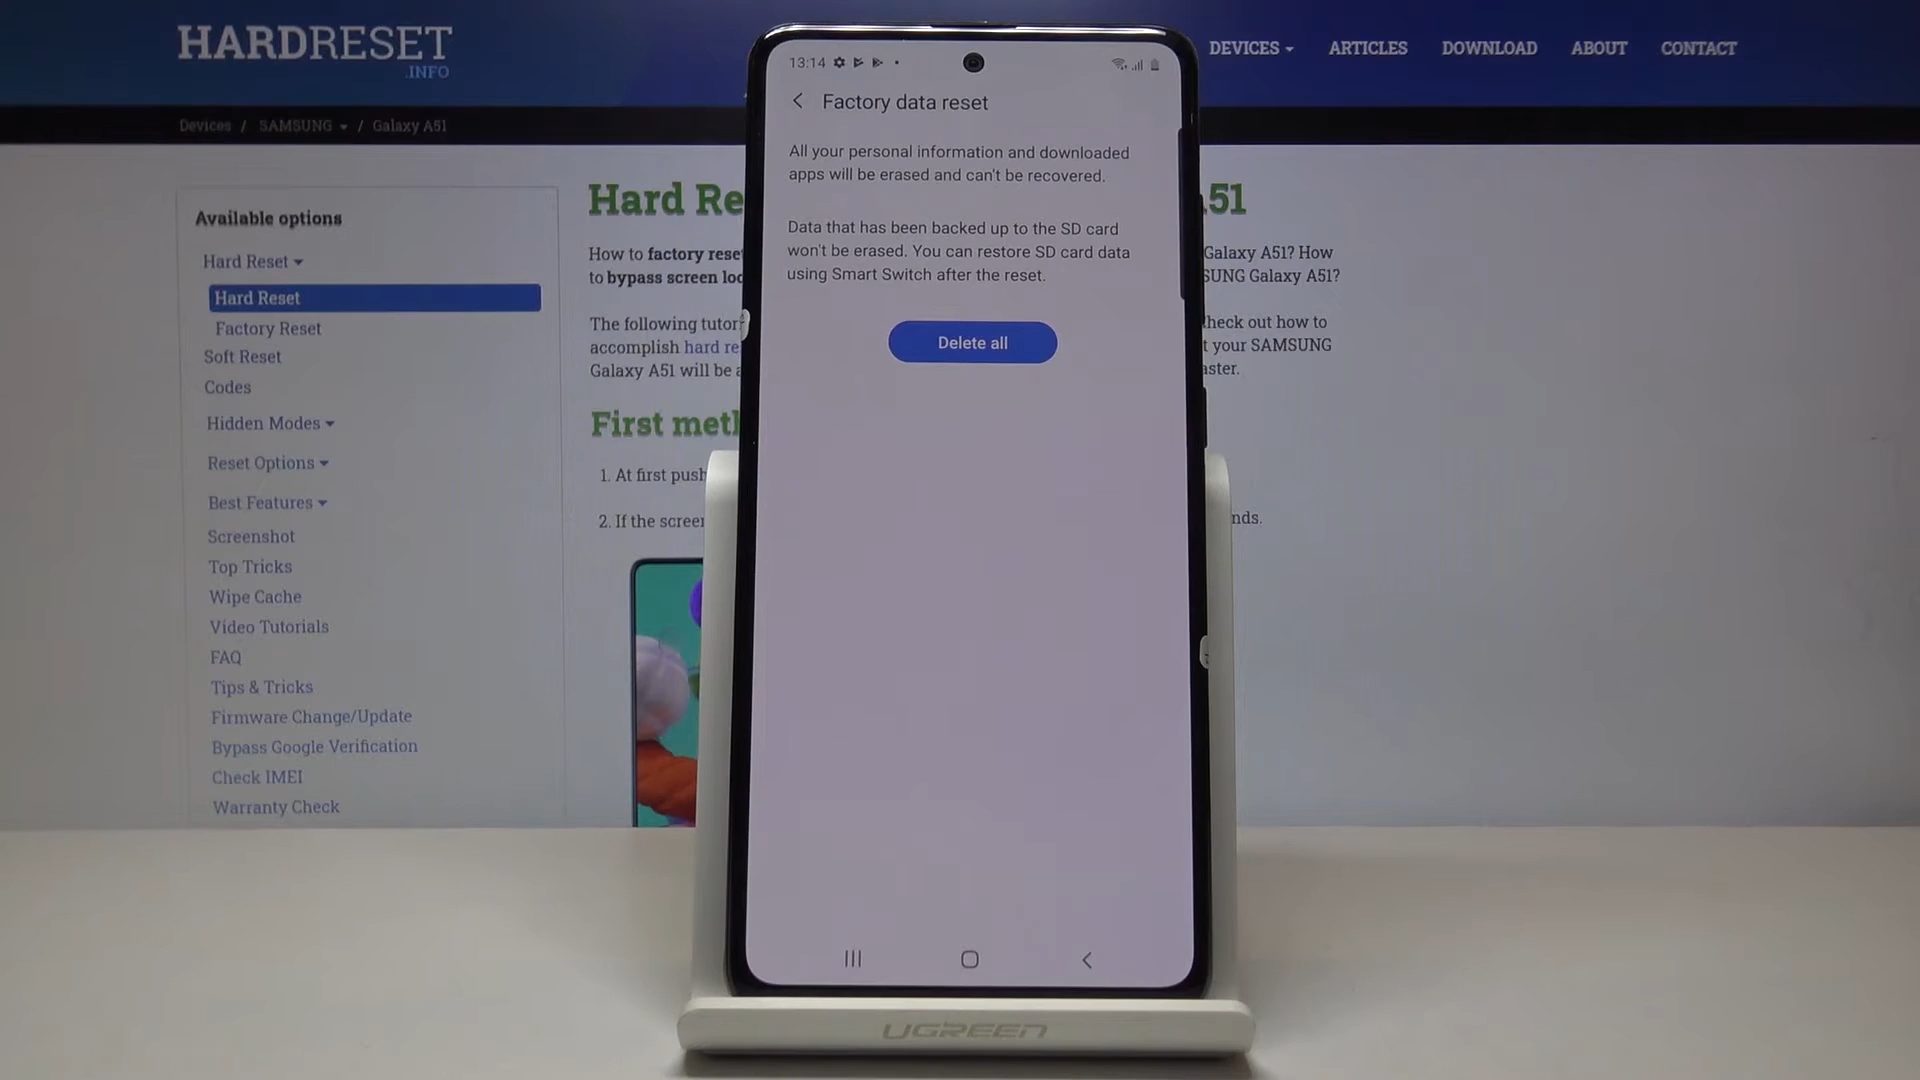 HARDRESET
.INFO
DEVICES
ARTICLES
DOWNLOAD
ABOUT
CONTACT
Devices / SAMSUNG / Galaxy A51
Available options
Hard Reset
Hard Reset
Factory Reset
Soft Reset
Codes
Hidden Modes
Reset Options
Best Features
Screenshot
Top Tricks
Wipe Cache
Video Tutorials
FAQ
Tips & Tricks
Firmware Change/Update
Bypass Google Verification
Check IMEI
Warranty Check
Hard Re
How to factory rese
to bypass screen loc
The following tutor
accomplish hard re
Galaxy A51 will be a
First meth
1. At first push
2. If the screen
13:14
Factory data reset
All your personal information and downloaded
apps will be erased and can't be recovered.
Data that has been backed up to the SD card
won't be erased. You can restore SD card data
using Smart Switch after the reset.
Delete all
51
Galaxy A51? How
SUNG Galaxy A51?
heck out how to
t your SAMSUNG
aster.
nds.
UGREEN